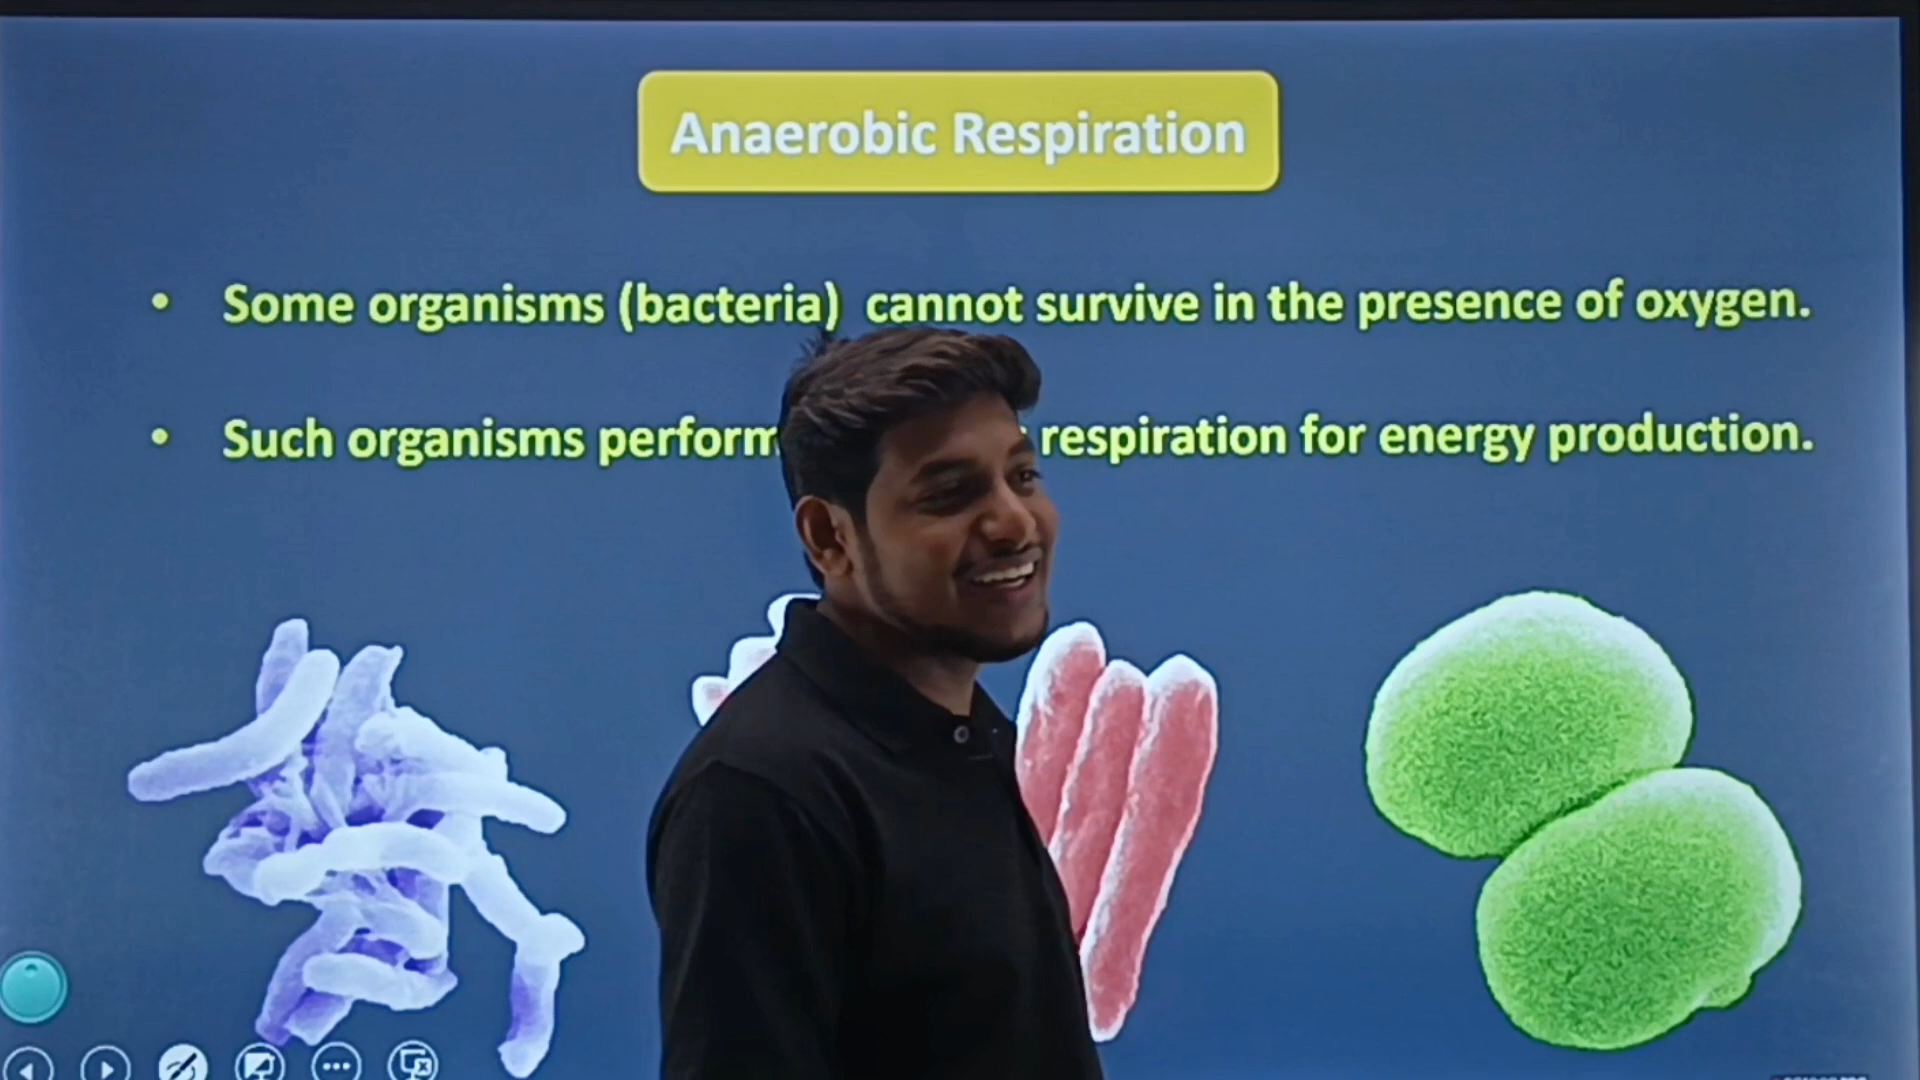 Anaerobic Respiration
• Some organisms (bacteria) cannot survive in the presence of oxygen.
• Such organisms perform respiration for energy production.